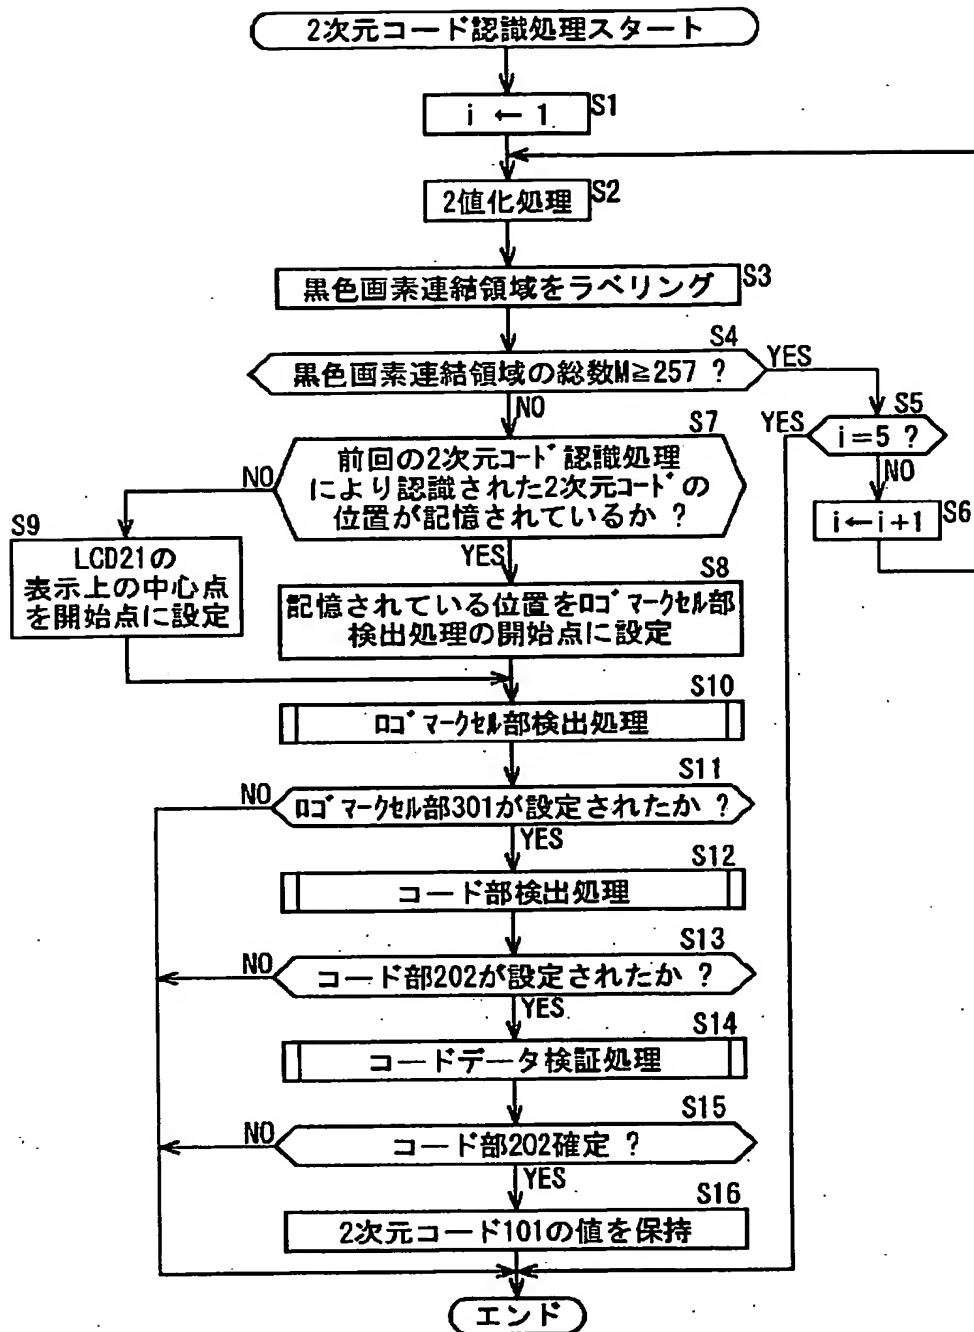 2次元コード認識処理スタート
S1
i ← 1
S2
2値化処理
S3
黒色画素連結領域をラベリング
S4
黒色画素連結領域の総数M≧257 ?
YES
NO
S5
YES
i=5 ?
NO
S6
i←i+1
S7
前回の2次元ｺｰﾄﾞ認識処理
により認識された2次元ｺｰﾄﾞの
位置が記憶されているか ?
NO
YES
S9
LCD21の
表示上の中心点
を開始点に設定
S8
記憶されている位置をﾛｺﾞﾏｰｸｾﾙ部
検出処理の開始点に設定
S10
ﾛｺﾞﾏｰｸｾﾙ部検出処理
S11
NO
ﾛｺﾞﾏｰｸｾﾙ部301が設定されたか ?
YES
S12
コード部検出処理
S13
NO
コード部202が設定されたか ?
YES
S14
コードデータ検証処理
S15
NO
コード部202確定 ?
YES
S16
2次元コード101の値を保持
エンド